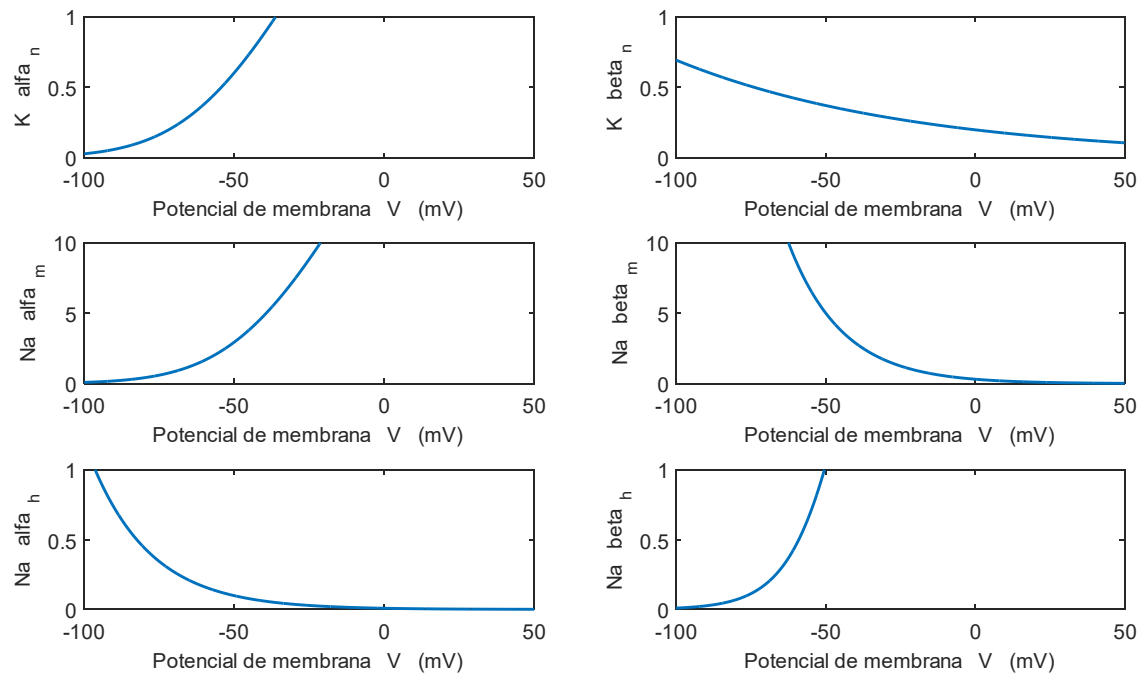 1
0.5
0
K alfa n
-100 -50 0 50
Potencial de membrana V (mV)
1
0.5
0
K beta n
-100 -50 0 50
Potencial de membrana V (mV)
10
5
0
Na alfa m
-100 -50 0 50
Potencial de membrana V (mV)
10
5
0
Na beta m
-100 -50 0 50
Potencial de membrana V (mV)
1
0.5
0
Na alfa h
-100 -50 0 50
Potencial de membrana V (mV)
1
0.5
0
Na beta h
-100 -50 0 50
Potencial de membrana V (mV)